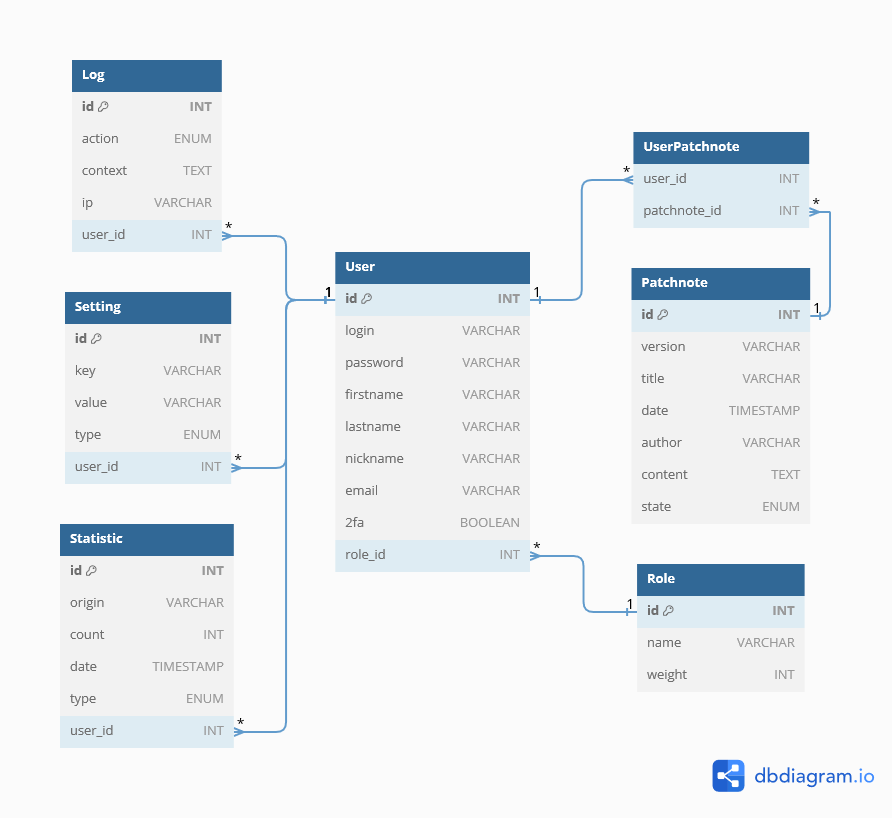 Log
id INT
action ENUM
context TEXT
ip VARCHAR
user_id INT
*
Setting
id INT
key VARCHAR
value VARCHAR
type ENUM
user_id INT
*
Statistic
id INT
origin VARCHAR
count INT
date TIMESTAMP
type ENUM
user_id INT
*
User
1 id INT 1
login VARCHAR
password VARCHAR
firstname VARCHAR
lastname VARCHAR
nickname VARCHAR
email VARCHAR
2fa BOOLEAN
role_id INT *
UserPatchnote
* user_id INT
patchnote_id INT *
Patchnote
id INT 1
version VARCHAR
title VARCHAR
date TIMESTAMP
author VARCHAR
content TEXT
state ENUM
Role
1 id INT
name VARCHAR
weight INT
dbdiagram.io